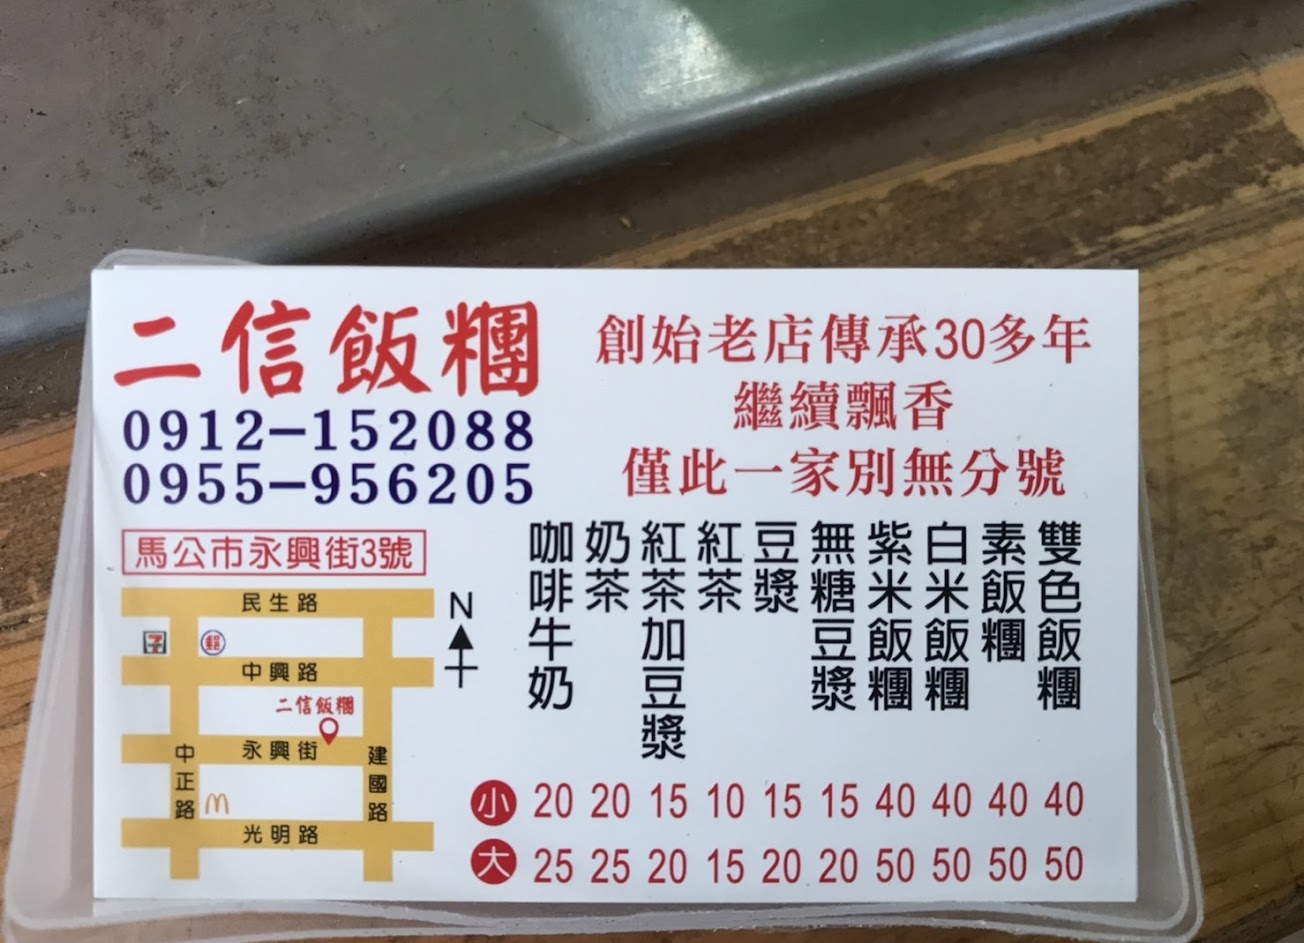 二信飯糰
0912-152088
0955-956205
創始老店傳承30多年
繼續飄香
僅此一家別無分號
馬公市永興街3號
民生路
7
郵
中興路
二信飯糰
永興街
中正路
建國路
光明路
N
雙色飯糰
素飯糰
白米飯糰
紫米飯糰
無糖豆漿
豆漿
紅茶
紅茶加豆漿
奶茶
咖啡牛奶
小 20 20 15 10 15 15 40 40 40 40
大 25 25 20 15 20 20 50 50 50 50